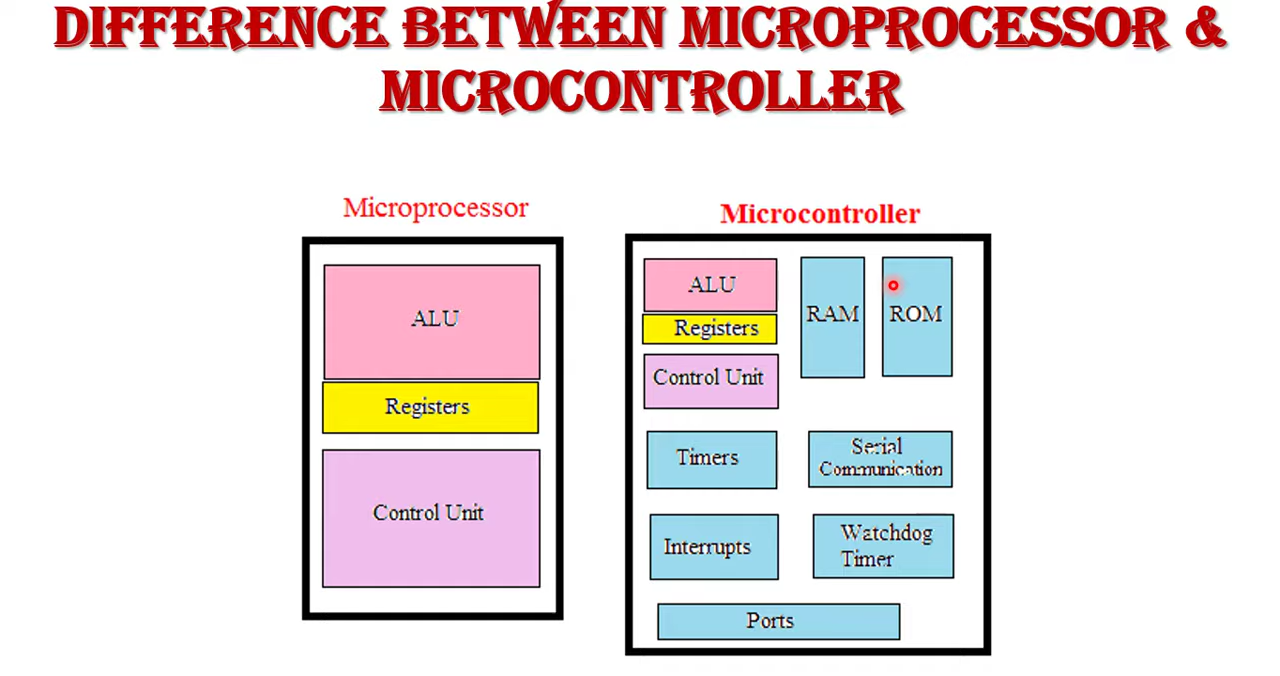 DIFFERENCE BETWEEN MICROPROCESSOR &
MICROCONTROLLER
Microprocessor
ALU
Registers
Control Unit
Microcontroller
ALU
Registers
Control Unit
RAM
ROM
Timers
Serial
Communication
Interrupts
Watchdog
Timer
Ports